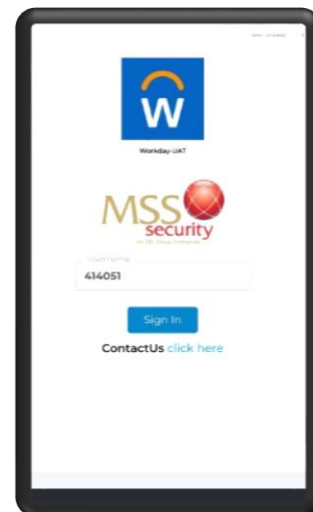 W
Workday-UAT
MSS
security
Username
414051
Sign In
ContactUs click here